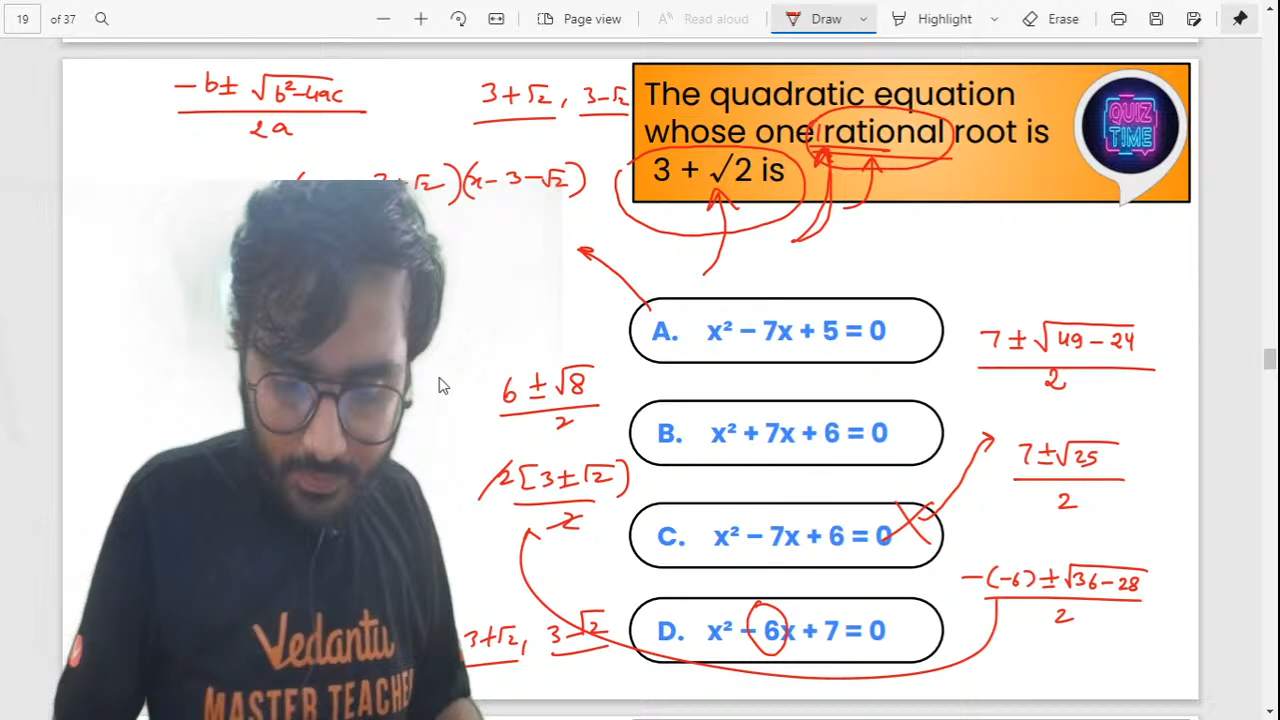 19 of 37
Page view
Read aloud
Draw
Highlight
Erase
−b ± √b²−4ac
2a
3+√2, 3−√2
√2)(x−3−√2)
The quadratic equation
whose one rational root is
3 + √2 is
QUIZ
TIME
A. x² − 7x + 5 = 0
7 ± √49−24
2
6 ± √8
2
B. x² + 7x + 6 = 0
7±√25
2
2[3±√2)
2
C. x² − 7x + 6 = 0
−(−6) ± √36−28
2
D. x² − 6x + 7 = 0
3+√2, 3−√2
Vedantu
MASTER TEACHER